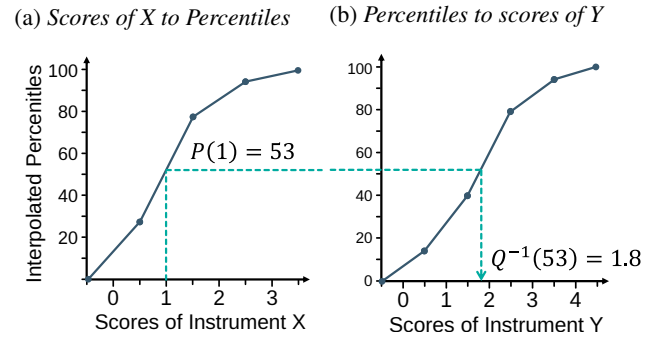 (a) Scores of X to Percentiles
(b) Percentiles to scores of Y
Interpolated Percenitles
100
80
60
40
20
P(1) = 53
0
1
2
3
Scores of Instrument X
100
80
60
40
20
0
Q⁻¹(53) = 1.8
0
1
2
3
4
Scores of Instrument Y